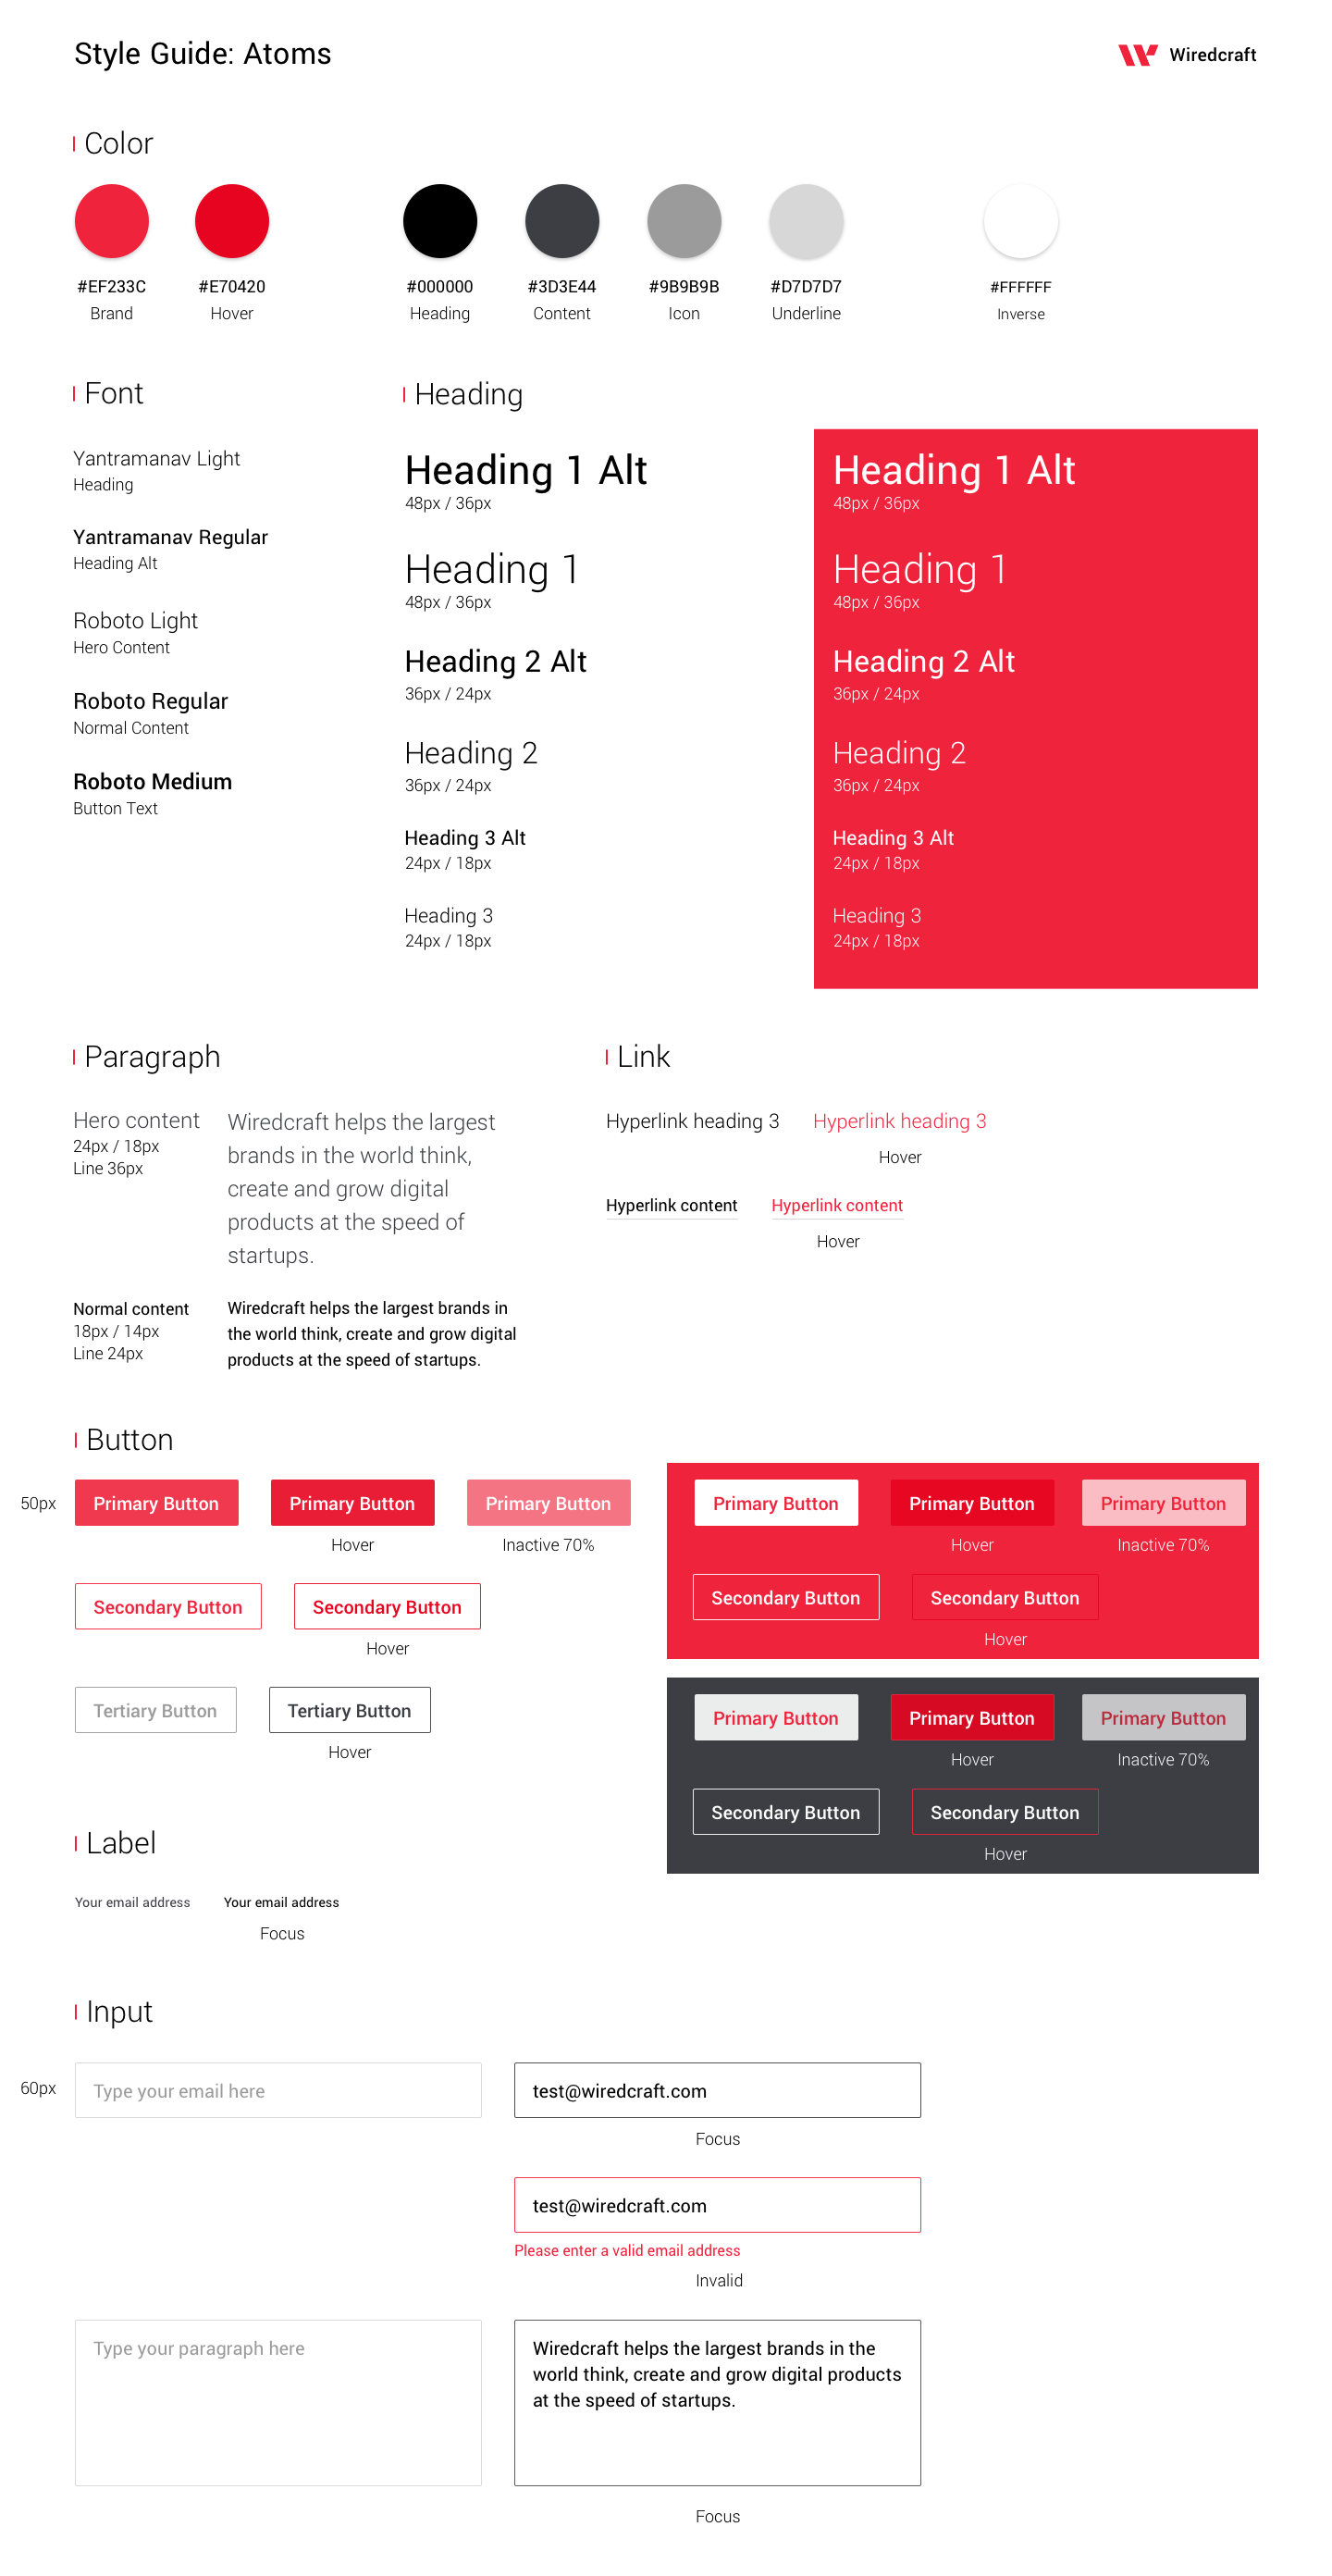 Style Guide: Atoms
Wiredcraft
Color
#EF233C
Brand
#E70420
Hover
#000000
Heading
#3D3E44
Content
#9B9B9B
Icon
#D7D7D7
Underline
#FFFFFF
Inverse
Font
Yantramanav Light
Heading
Yantramanav Regular
Heading Alt
Roboto Light
Hero Content
Roboto Regular
Normal Content
Roboto Medium
Button Text
Heading
Heading 1 Alt
48px / 36px
Heading 1
48px / 36px
Heading 2 Alt
36px / 24px
Heading 2
36px / 24px
Heading 3 Alt
24px / 18px
Heading 3
24px / 18px
Heading 1 Alt
48px / 36px
Heading 1
48px / 36px
Heading 2 Alt
36px / 24px
Heading 2
36px / 24px
Heading 3 Alt
24px / 18px
Heading 3
24px / 18px
Paragraph
Hero content
24px / 18px
Line 36px
Wiredcraft helps the largest
brands in the world think,
create and grow digital
products at the speed of
startups.
Normal content
18px / 14px
Line 24px
Wiredcraft helps the largest brands in
the world think, create and grow digital
products at the speed of startups.
Link
Hyperlink heading 3
Hyperlink heading 3
Hover
Hyperlink content
Hyperlink content
Hover
Button
50px
Primary Button
Primary Button
Hover
Primary Button
Inactive 70%
Secondary Button
Secondary Button
Hover
Tertiary Button
Tertiary Button
Hover
Primary Button
Primary Button
Hover
Primary Button
Inactive 70%
Secondary Button
Secondary Button
Hover
Primary Button
Primary Button
Hover
Primary Button
Inactive 70%
Secondary Button
Secondary Button
Hover
Label
Your email address
Your email address
Focus
Input
60px
Type your email here
test@wiredcraft.com
Focus
test@wiredcraft.com
Please enter a valid email address
Invalid
Type your paragraph here
Wiredcraft helps the largest brands in the
world think, create and grow digital products
at the speed of startups.
Focus